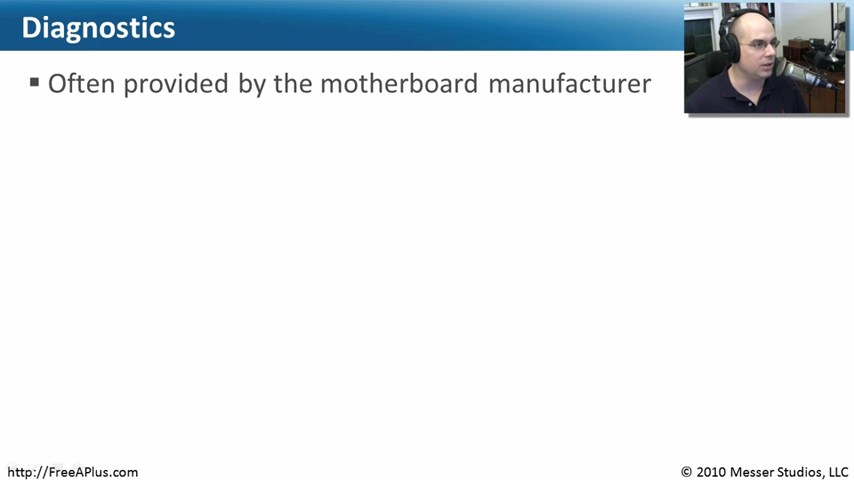 Diagnostics
▪ Often provided by the motherboard manufacturer
http://FreeAPlus.com
© 2010 Messer Studios, LLC